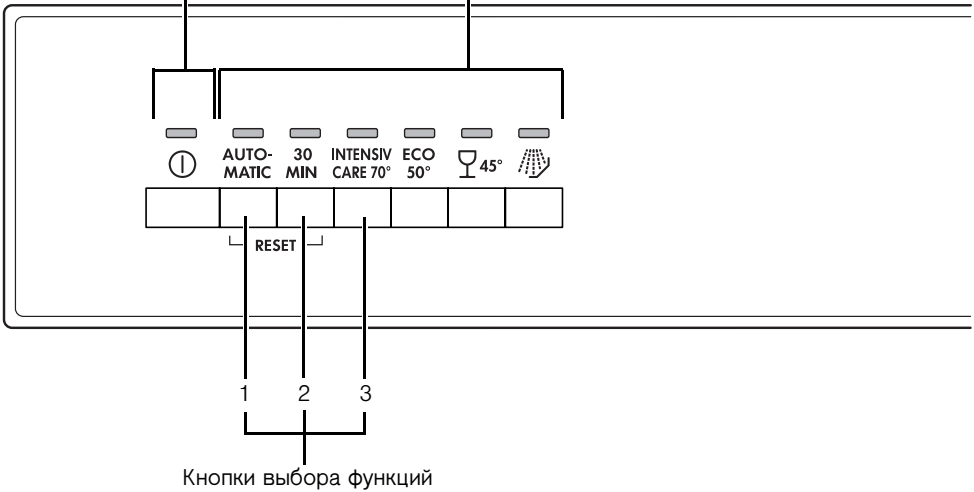 AUTO- 30 INTENSIV ECO
MATIC MIN CARE 70° 50° 45°
RESET
1 2 3
Кнопки выбора функций